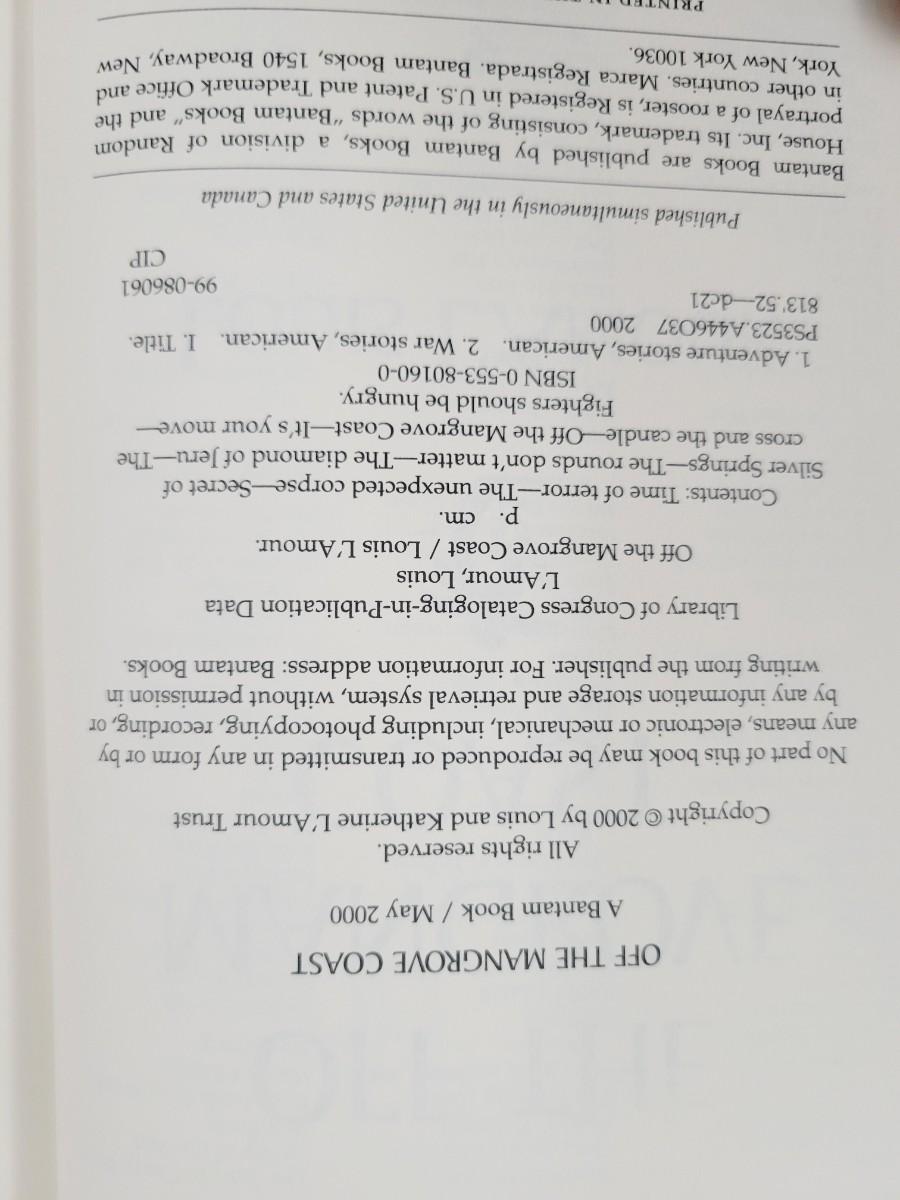 OFF THE MANGROVE COAST
A Bantam Book / May 2000
All rights reserved.
Copyright © 2000 by Louis and Katherine L'Amour Trust
No part of this book may be reproduced or transmitted in any form or by
any means, electronic or mechanical, including photocopying, recording, or
by any information storage and retrieval system, without permission in
writing from the publisher. For information address: Bantam Books.
Library of Congress Cataloging-in-Publication Data
L'Amour, Louis
Off the Mangrove Coast / Louis L'Amour.
p. cm.
Contents: Time of terror—The unexpected corpse—Secret of
Silver Springs—The rounds don't matter—The diamond of Jeru—The
cross and the candle—Off the Mangrove Coast—It's your move—
Fighters should be hungry.
ISBN 0-553-80160-0
1. Adventure stories, American. 2. War stories, American. I. Title.
PS3523.A446O37 2000
813'.52—dc21 99-086061
CIP
Published simultaneously in the United States and Canada
Bantam Books are published by Bantam Books, a division of Random
House, Inc. Its trademark, consisting of the words "Bantam Books" and the
portrayal of a rooster, is Registered in U.S. Patent and Trademark Office and
in other countries. Marca Registrada. Bantam Books, 1540 Broadway, New
York, New York 10036.
PRINTED IN